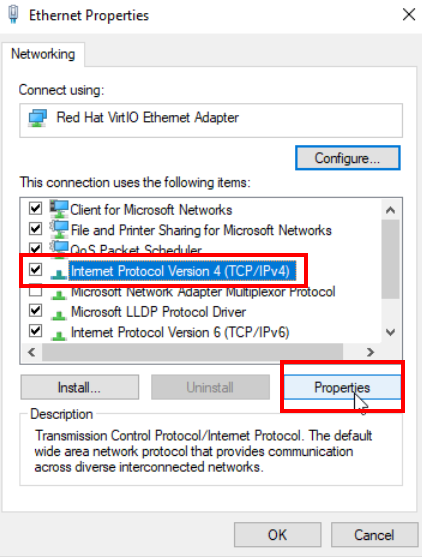 Ethernet Properties
Networking
Connect using:
Red Hat VirtIO Ethernet Adapter
Configure...
This connection uses the following items:
Client for Microsoft Networks
File and Printer Sharing for Microsoft Networks
QoS Packet Scheduler
Internet Protocol Version 4 (TCP/IPv4)
Microsoft Network Adapter Multiplexor Protocol
Microsoft LLDP Protocol Driver
Internet Protocol Version 6 (TCP/IPv6)
Install...
Uninstall
Properties
Description
Transmission Control Protocol/Internet Protocol. The default
wide area network protocol that provides communication
across diverse interconnected networks.
OK
Cancel